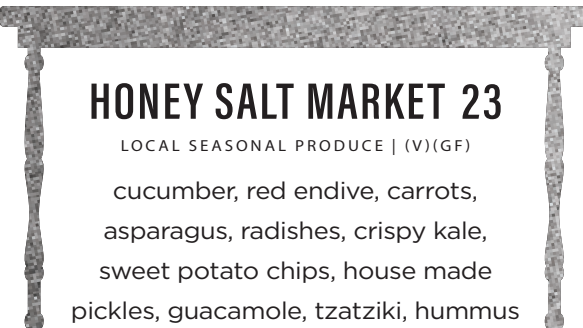 HONEY SALT MARKET 23
LOCAL SEASONAL PRODUCE | (V)(GF)
cucumber, red endive, carrots,
asparagus, radishes, crispy kale,
sweet potato chips, house made
pickles, guacamole, tzatziki, hummus